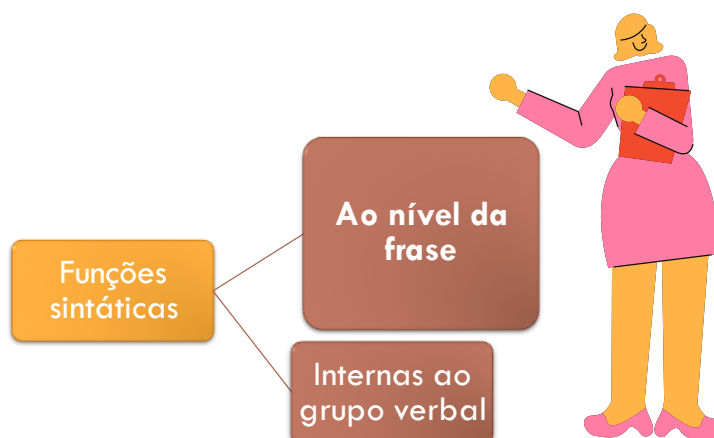 Funções
sintáticas
Ao nível da
frase
Internas ao
grupo verbal